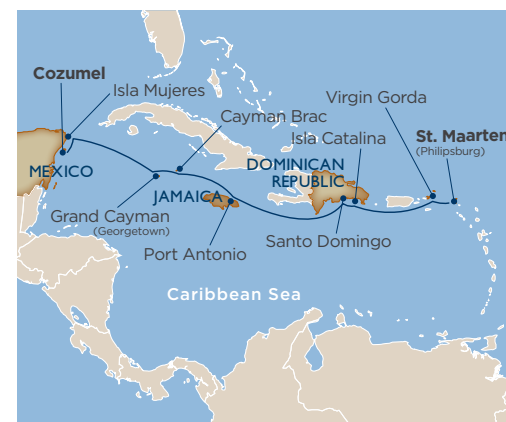 Cozumel
Isla Mujeres
Virgin Gorda
Cayman Brac
St. Maarten
(Philipsburg)
Isla Catalina
DOMINICAN
REPUBLIC
MEXICO
JAMAICA
Grand Cayman
(Georgetown)
Port Antonio
Santo Domingo
Caribbean Sea